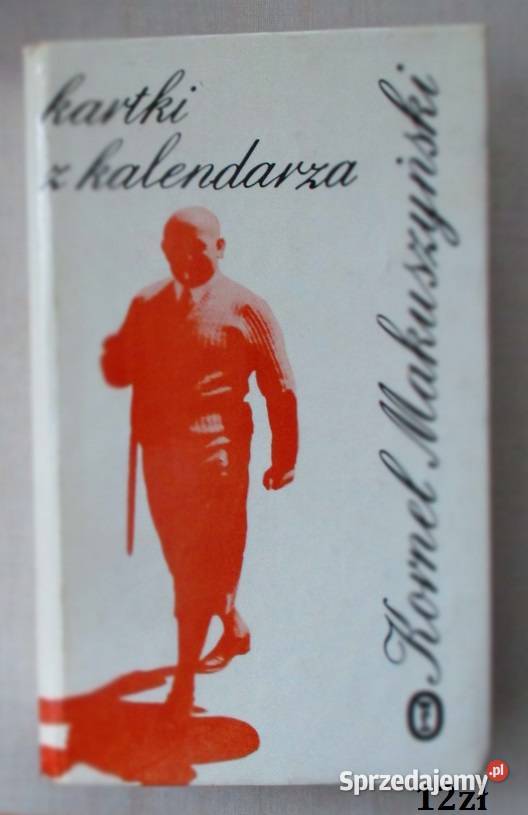 kartki
z kalendarza
Kornel Makuszyński
Sprzedajemy.pl
12zł